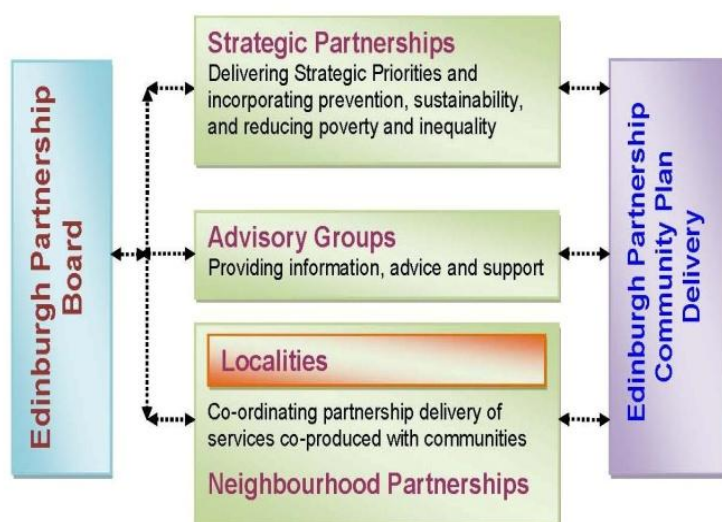 Edinburgh Partnership
Board
Strategic Partnerships
Delivering Strategic Priorities and
incorporating prevention, sustainability,
and reducing poverty and inequality
Advisory Groups
Providing information, advice and support
Localities
Co-ordinating partnership delivery of
services co-produced with communities
Neighbourhood Partnerships
Edinburgh Partnership
Community Plan
Delivery